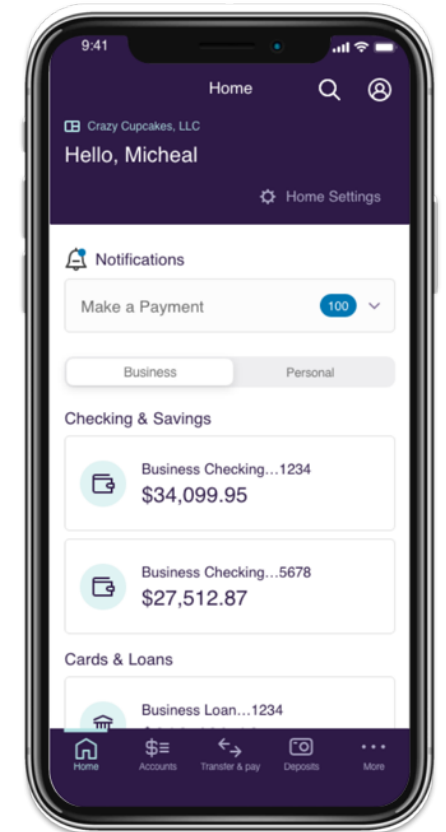 9:41
Home
Crazy Cupcakes, LLC
Hello, Micheal
Home Settings
Notifications
Make a Payment 100
Business Personal
Checking & Savings
Business Checking...1234
$34,099.95
Business Checking...5678
$27,512.87
Cards & Loans
Business Loan...1234
Home Accounts Transfer & pay Deposits More